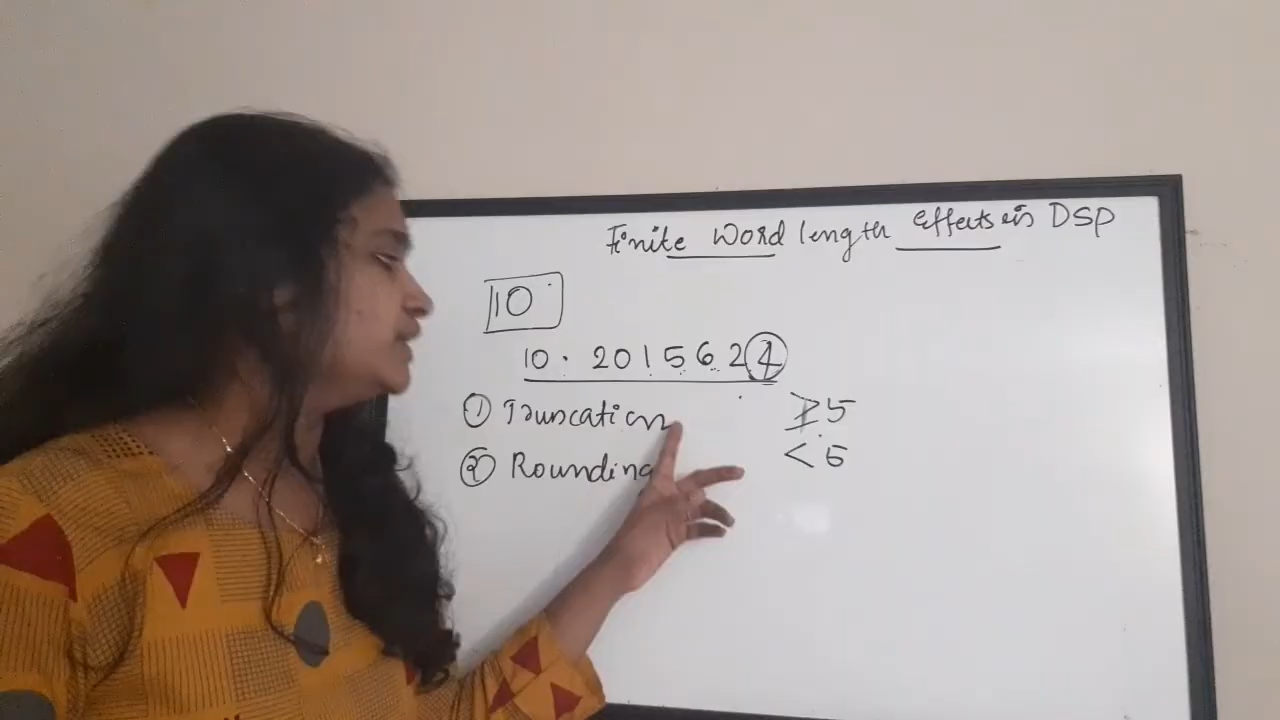 Finite Word length effects in DSP
10
10.2015624
① Truncation
≥5
② Rounding
<5